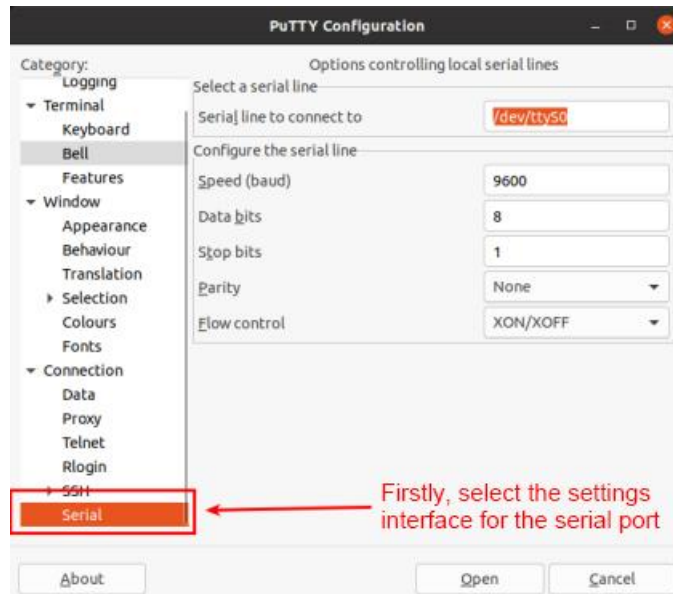 PuTTY Configuration
Category:
Options controlling local serial lines
Logging
Terminal
Keyboard
Bell
Features
Window
Appearance
Behaviour
Translation
Selection
Colours
Fonts
Connection
Data
Proxy
Telnet
Rlogin
SSH
Serial
Select a serial line
Serial line to connect to
/dev/ttyS0
Configure the serial line
Speed (baud)
9600
Data bits
8
Stop bits
1
Parity
None
Flow control
XON/XOFF
Firstly, select the settings
interface for the serial port
About
Open
Cancel